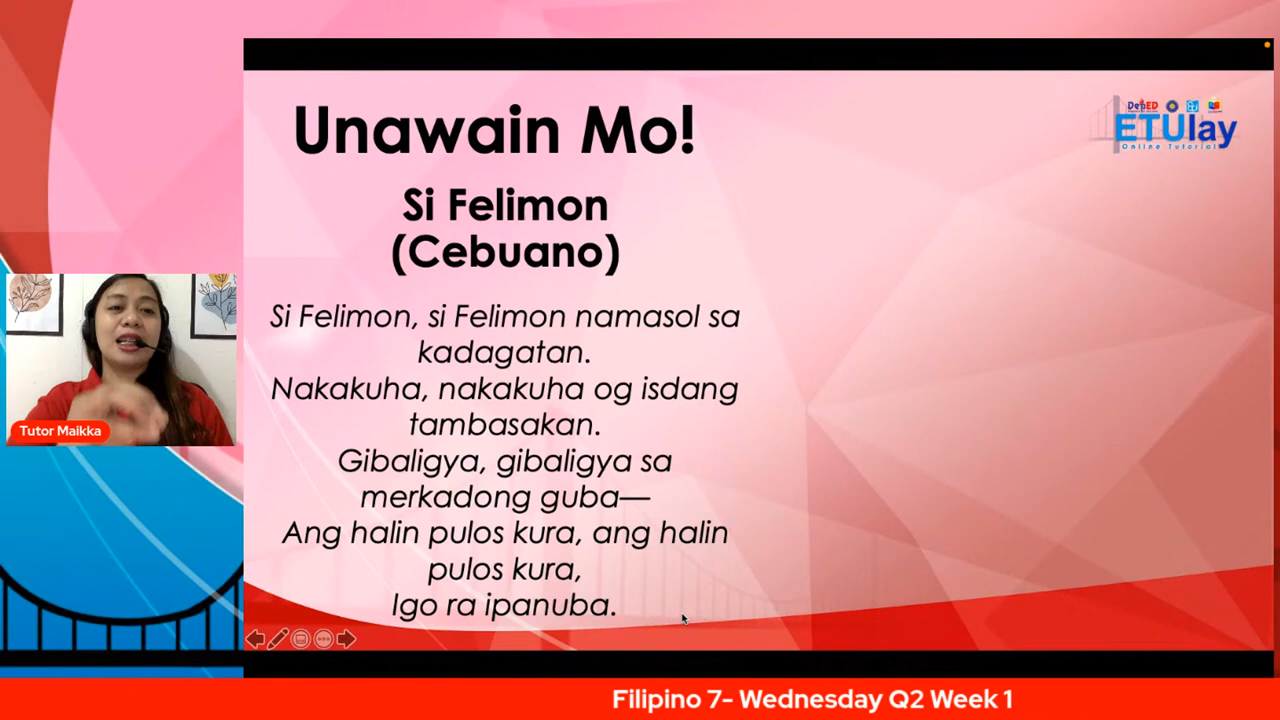 Unawain Mo!
DepED
ETUlay
Online Tutorial
Si Felimon
(Cebuano)
Si Felimon, si Felimon namasol sa
kadagatan.
Nakakuha, nakakuha og isdang
tambasakan.
Gibaligya, gibaligya sa
merkadong guba—
Ang halin pulos kura, ang halin
pulos kura,
Igo ra ipanuba.
Tutor Maikka
Filipino 7- Wednesday Q2 Week 1